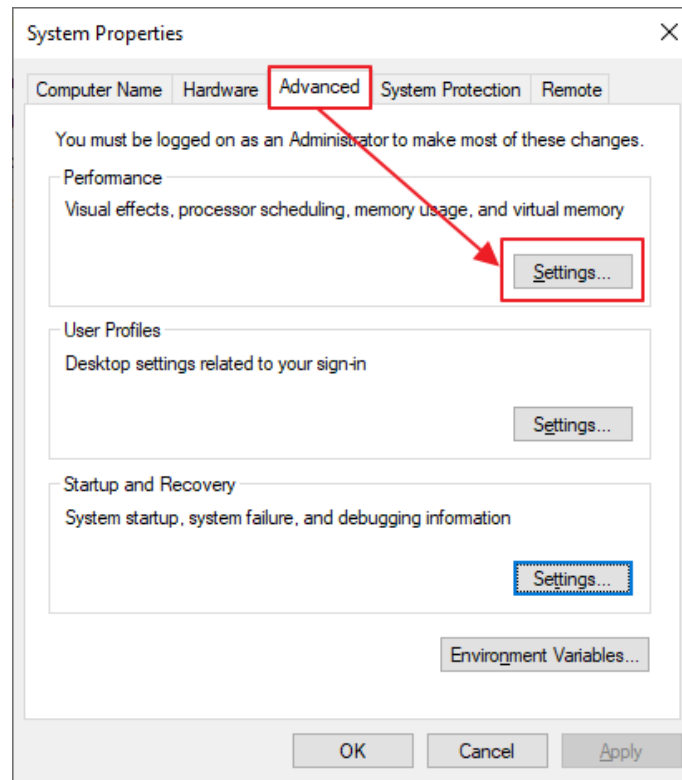 System Properties
Computer Name Hardware Advanced System Protection Remote
You must be logged on as an Administrator to make most of these changes.
Performance
Visual effects, processor scheduling, memory usage, and virtual memory
Settings...
User Profiles
Desktop settings related to your sign-in
Settings...
Startup and Recovery
System startup, system failure, and debugging information
Settings...
Environment Variables...
OK Cancel Apply